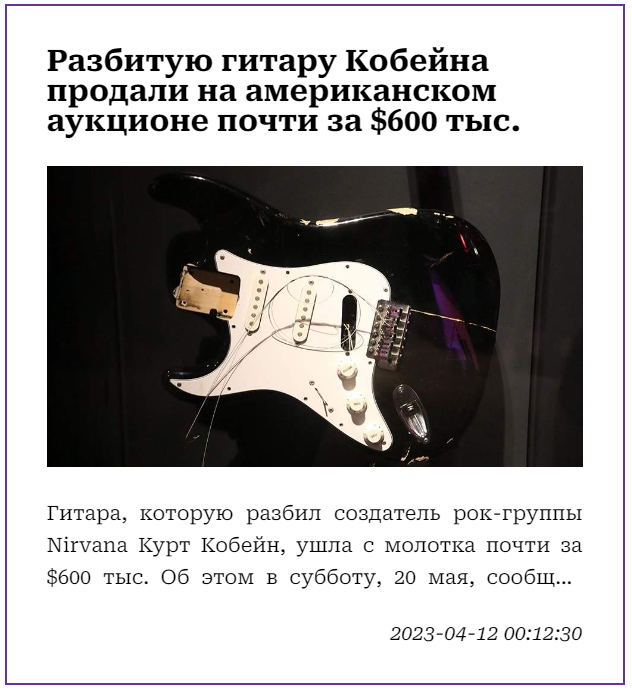 Разбитую гитару Кобейна
продали на американском
аукционе почти за $600 тыс.
Гитара, которую разбил создатель рок-группы
Nirvana Курт Кобейн, ушла с молотка почти за
$600 тыс. Об этом в субботу, 20 мая, сообщ...
2023-04-12 00:12:30